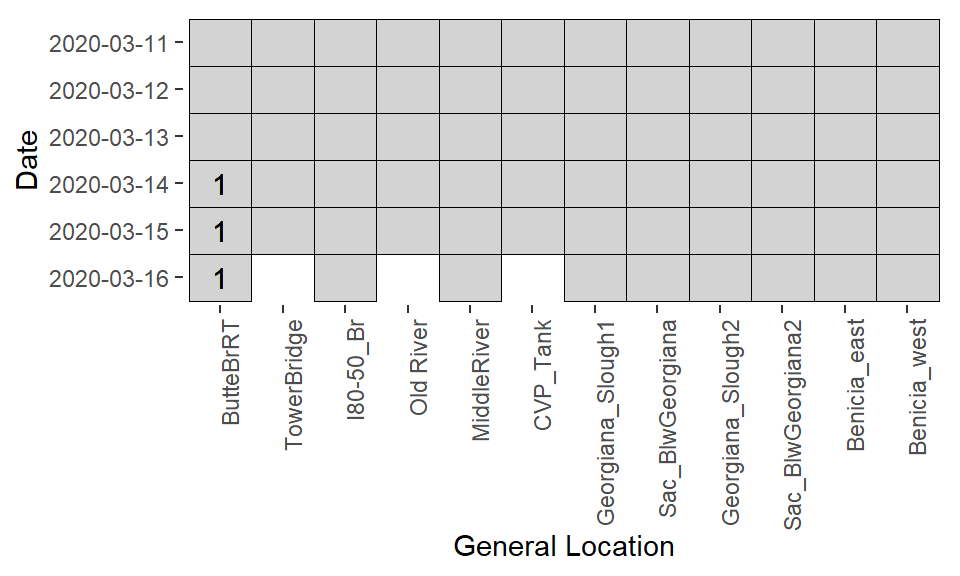 Date
2020-03-11
2020-03-12
2020-03-13
2020-03-14 1
2020-03-15 1
2020-03-16 1
ButteBrRT
TowerBridge
I80-50_Br
Old River
MiddleRiver
CVP_Tank
Georgiana_Slough1
Sac_BlwGeorgiana
Georgiana_Slough2
Sac_BlwGeorgiana2
Benicia_east
Benicia_west
General Location